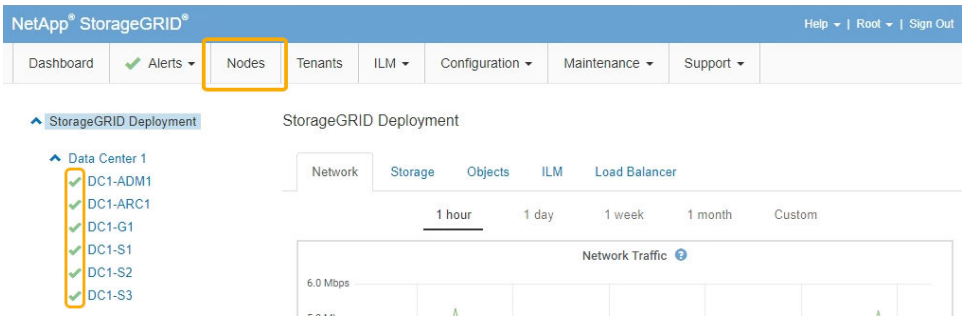 NetApp® StorageGRID®
Help | Root | Sign Out
Dashboard Alerts Nodes Tenants ILM Configuration Maintenance Support
StorageGRID Deployment
StorageGRID Deployment
Data Center 1
DC1-ADM1
DC1-ARC1
DC1-G1
DC1-S1
DC1-S2
DC1-S3
Network Storage Objects ILM Load Balancer
1 hour 1 day 1 week 1 month Custom
Network Traffic
6.0 Mbps